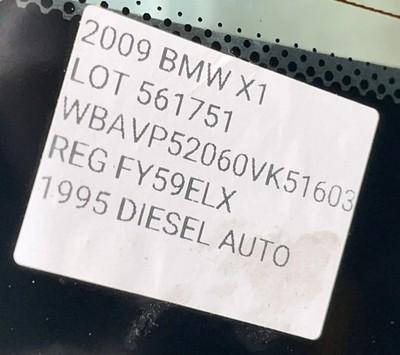 2009 BMW X1
LOT 561751
WBAVP52060VK51603
REG FY59ELX
1995 DIESEL AUTO